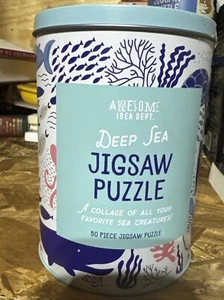 AWESOME
IDEA DEPT.
DEEP SEA
JIGSAW
PUZZLE
A COLLAGE OF ALL YOUR
FAVORITE SEA CREATURES!
50 PIECE JIGSAW PUZZLE